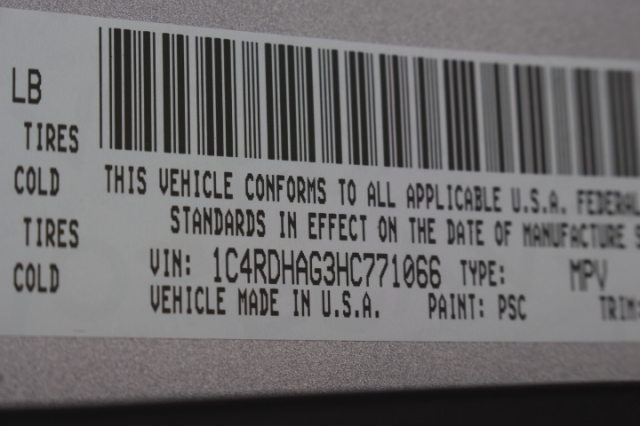 LB
TIRES
COLD
TIRES
COLD
THIS VEHICLE CONFORMS TO ALL APPLICABLE U.S.A. FEDERAL
STANDARDS IN EFFECT ON THE DATE OF MANUFACTURE S
VIN: 1C4RDHAG3HC771066 TYPE: MPV
VEHICLE MADE IN U.S.A. PAINT: PSC TRIM: